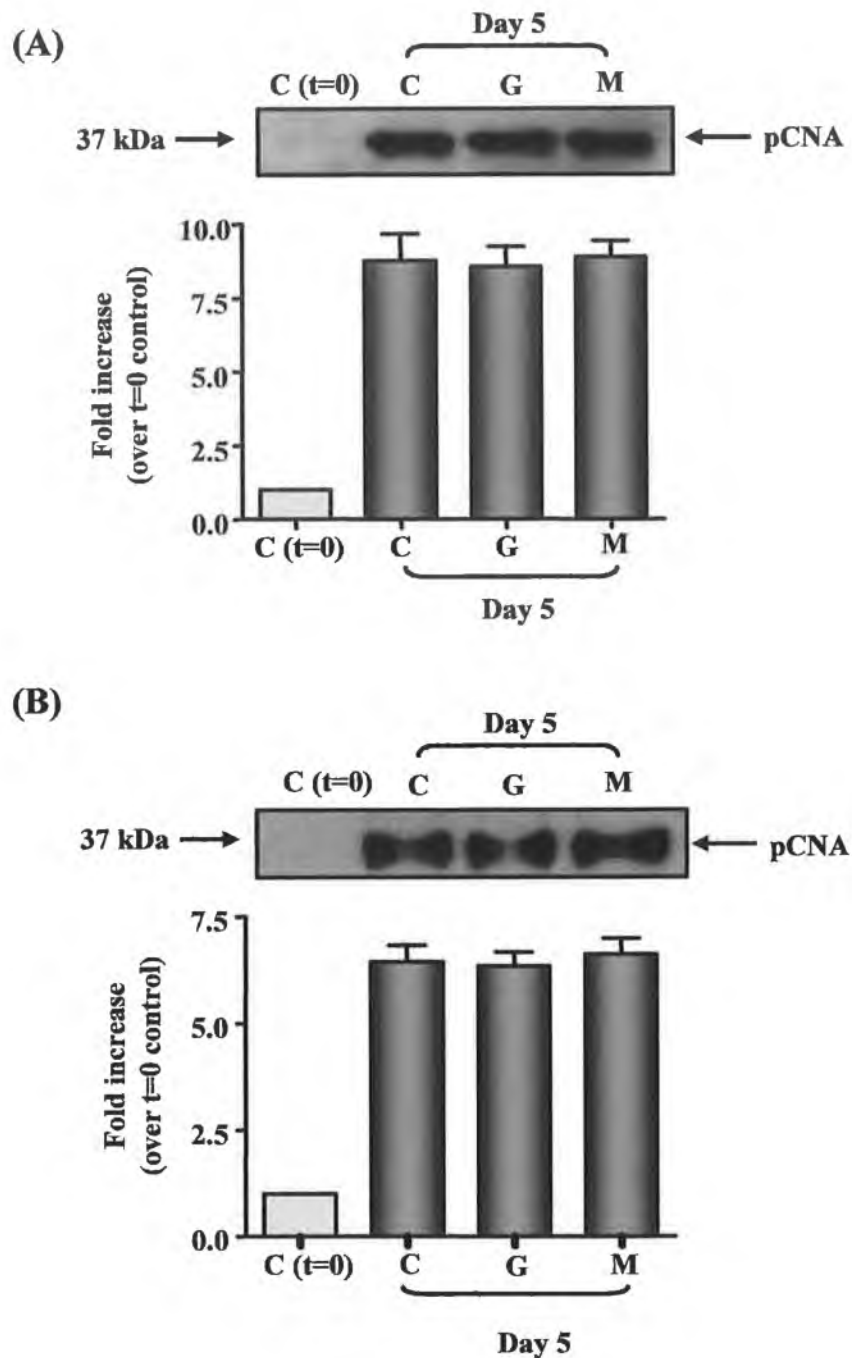 (A)
Day 5
C (t=0) C G M
37 kDa pCNA
10.0
7.5
5.0
2.5
0.0
Fold increase
(over t=0 control)
C (t=0) C G M
Day 5
(B)
Day 5
C (t=0) C G M
37 kDa pCNA
7.5
5.0
2.5
0.0
Fold increase
(over t=0 control)
C (t=0) C G M
Day 5